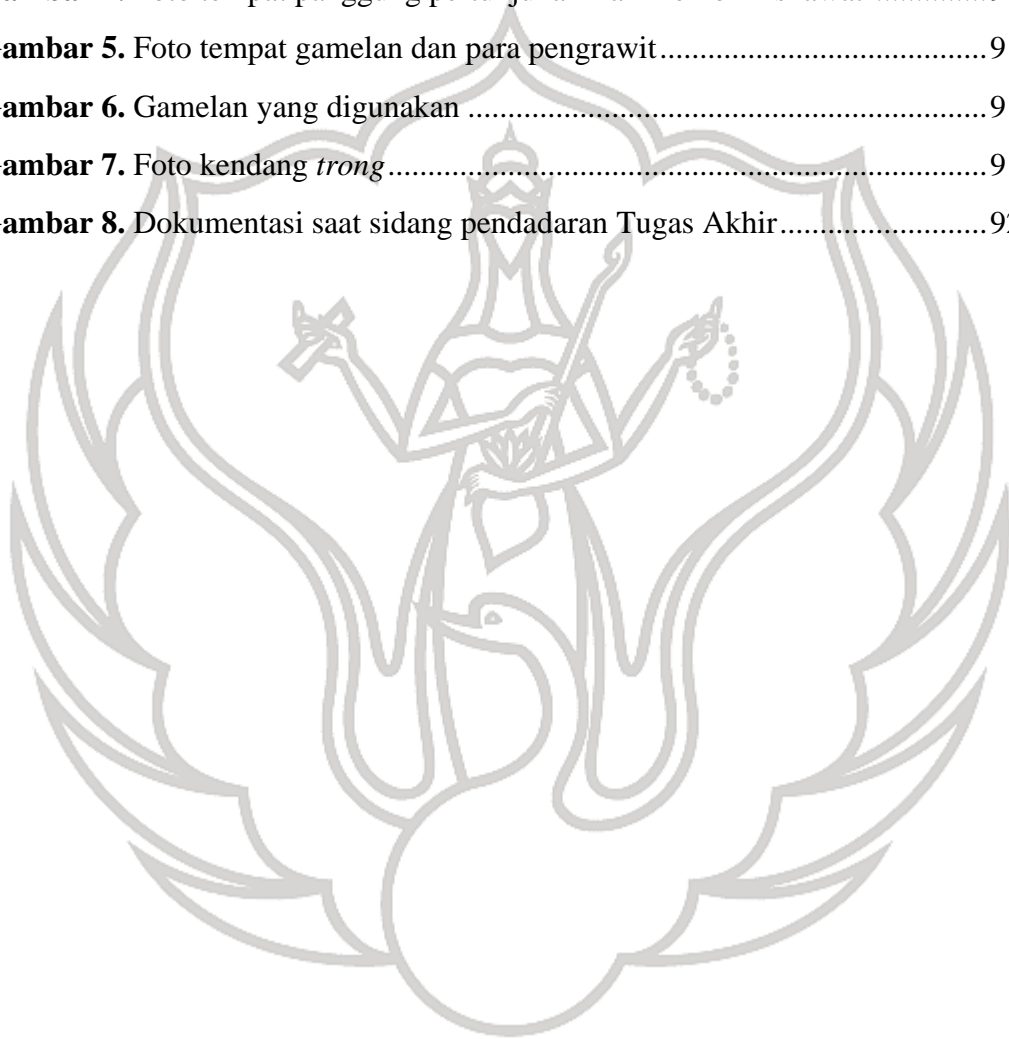 ambar 5. Foto tempat gamelan dan para pengrawit.......................................9
ambar 6. Gamelan yang digunakan ..............................................................9
ambar 7. Foto kendang trong........................................................................9
ambar 8. Dokumentasi saat sidang pendadaran Tugas Akhir.........................92